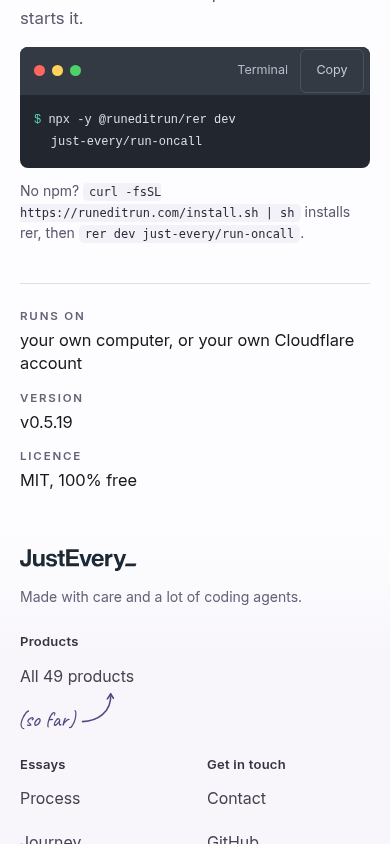 starts it.
Terminal
Copy
$ npx -y @runeditrun/rer dev
just-every/run-oncall
No npm? curl -fsSL
https://runeditrun.com/install.sh | sh installs
rer, then rer dev just-every/run-oncall.
RUNS ON
your own computer, or your own Cloudflare
account
VERSION
v0.5.19
LICENCE
MIT, 100% free
JustEvery_
Made with care and a lot of coding agents.
Products
All 49 products
(so far)
Essays
Get in touch
Process
Contact
Journey
GitHub